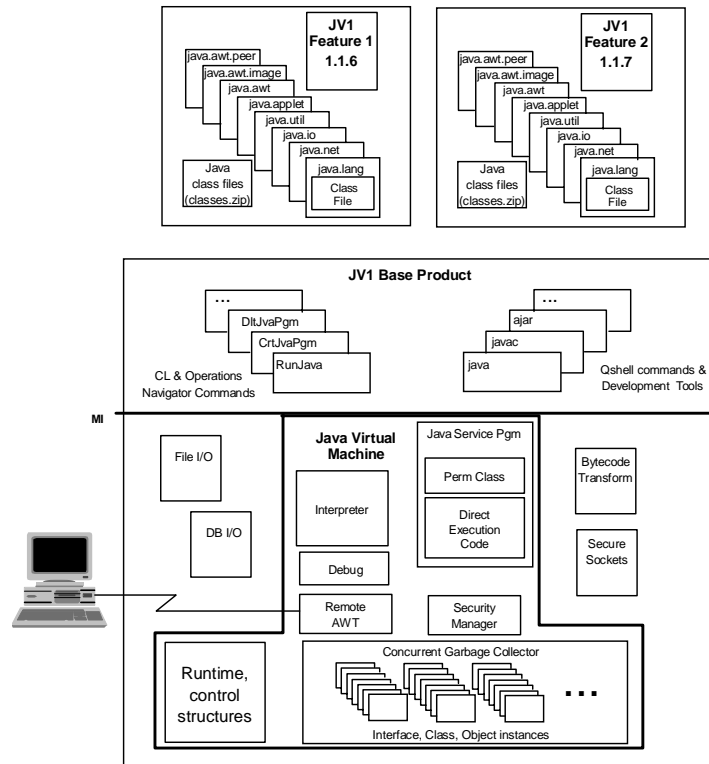 JV1
Feature 1
1.1.6
java.awt.peer
java.awt.image
java.awt
java.applet
java.util
java.io
java.net
java.lang
Class
File
Java
class files
(classes.zip)
JV1
Feature 2
1.1.7
java.awt.peer
java.awt.image
java.awt
java.applet
java.util
java.io
java.net
java.lang
Class
File
Java
class files
(classes.zip)
JV1 Base Product
...
DltJvaPgm
CrtJvaPgm
RunJava
CL & Operations
Navigator Commands
...
ajar
javac
java
Qshell commands &
Development Tools
MI
File I/O
DB I/O
Java Virtual
Machine
Interpreter
Debug
Remote
AWT
Java Service Pgm
Perm Class
Direct
Execution
Code
Security
Manager
Bytecode
Transform
Secure
Sockets
Runtime,
control
structures
Concurrent Garbage Collector
...
Interface, Class, Object instances